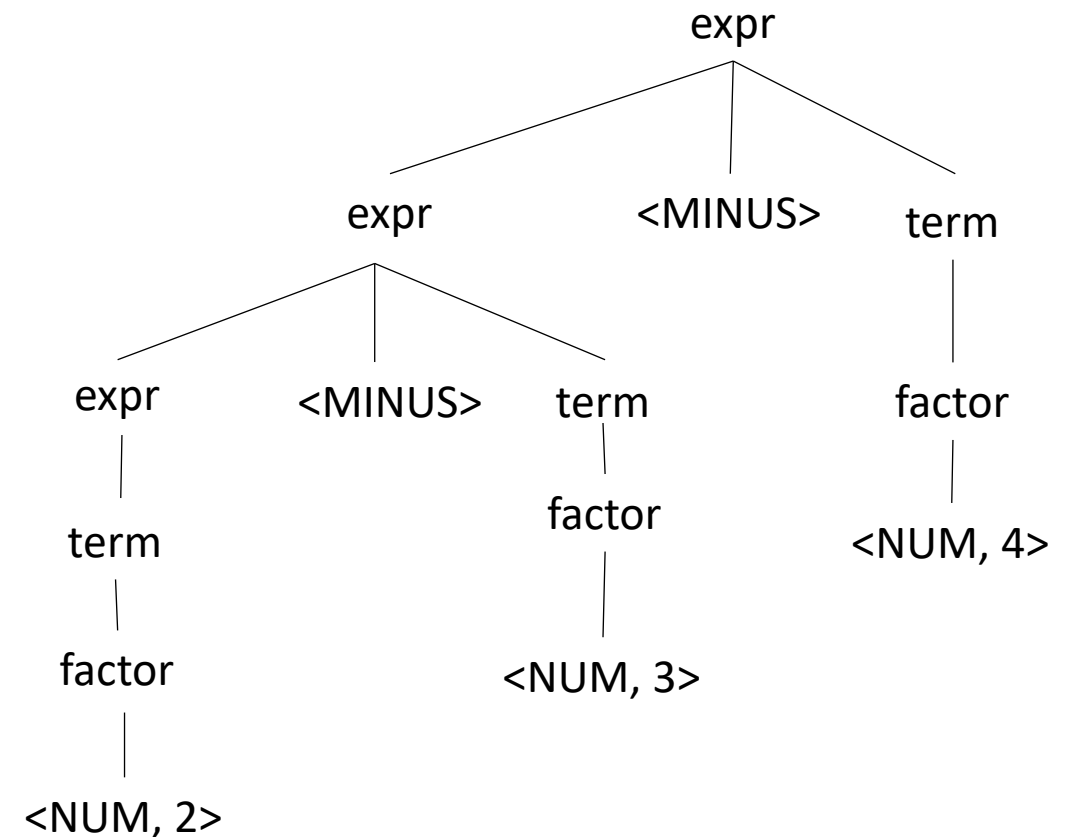 expr
expr <MINUS> term
expr <MINUS> term factor
term factor <NUM, 4>
factor <NUM, 3>
<NUM, 2>